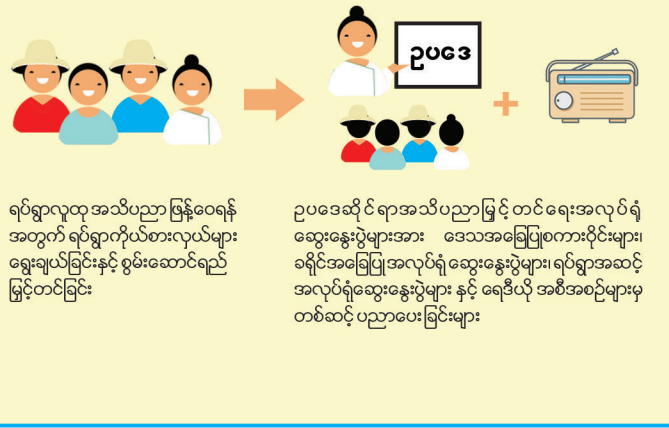 ဥပဒေ
ရပ်ရွာလူထု အသိပညာ ဖြန့်ဝေရန်
အတွက် ရပ်ရွာကိုယ်စားလှယ်များ
ရွေးချယ်ခြင်းနှင့် စွမ်းဆောင်ရည်
မြှင့်တင်ခြင်း
ဥပဒေဆိုင်ရာအသိပညာမြှင့်တင်ရေးအလုပ်ရုံ
ဆွေးနွေးပွဲများအား ဒေသအခြေပြုစကားဝိုင်းများ၊
ခရိုင်အခြေပြုအလုပ်ရုံဆွေးနွေးပွဲများ၊ ရပ်ရွာအဆင့်
အလုပ်ရုံဆွေးနွေးပွဲများ နှင့် ရေဒီယို အစီအစဉ်များမှ
တစ်ဆင့် ပညာပေးခြင်းများ